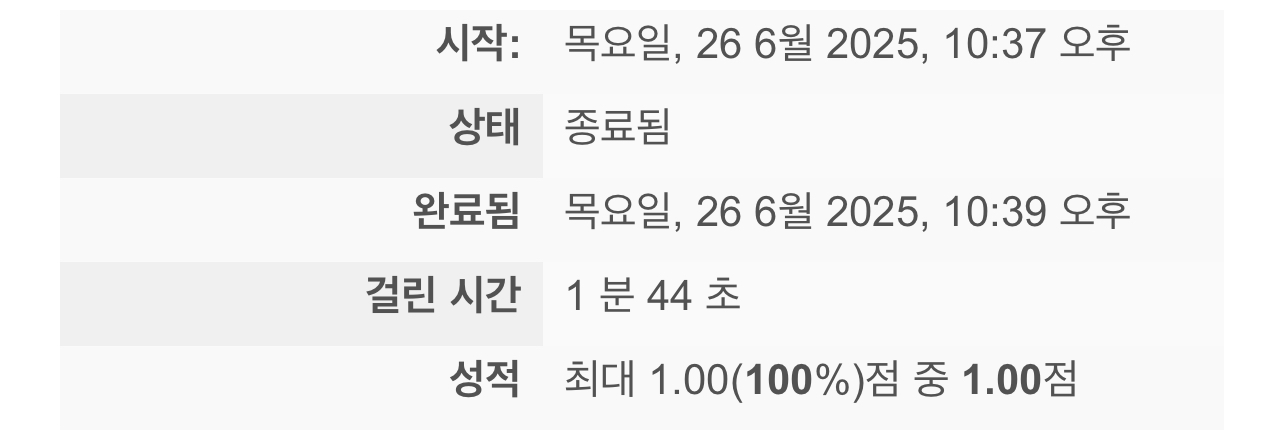 시작: 목요일, 26 6월 2025, 10:37 오후
상태 종료됨
완료됨 목요일, 26 6월 2025, 10:39 오후
걸린 시간 1 분 44 초
성적 최대 1.00(100%)점 중 1.00점